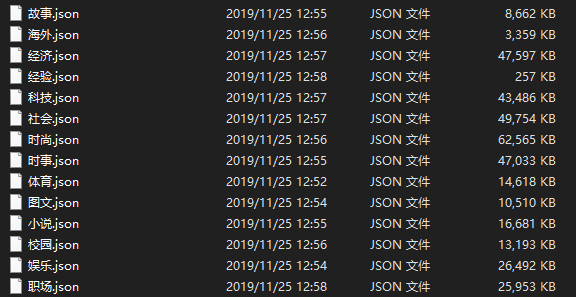 故事.json 2019/11/25 12:55 JSON 文件 8,662 KB
海外.json 2019/11/25 12:56 JSON 文件 3,359 KB
经济.json 2019/11/25 12:57 JSON 文件 47,597 KB
经验.json 2019/11/25 12:58 JSON 文件 257 KB
科技.json 2019/11/25 12:57 JSON 文件 43,486 KB
社会.json 2019/11/25 12:57 JSON 文件 49,754 KB
时尚.json 2019/11/25 12:56 JSON 文件 62,565 KB
时事.json 2019/11/25 12:55 JSON 文件 47,033 KB
体育.json 2019/11/25 12:52 JSON 文件 14,618 KB
图文.json 2019/11/25 12:54 JSON 文件 10,510 KB
小说.json 2019/11/25 12:55 JSON 文件 16,681 KB
校园.json 2019/11/25 12:56 JSON 文件 13,193 KB
娱乐.json 2019/11/25 12:54 JSON 文件 26,492 KB
职场.json 2019/11/25 12:58 JSON 文件 25,953 KB